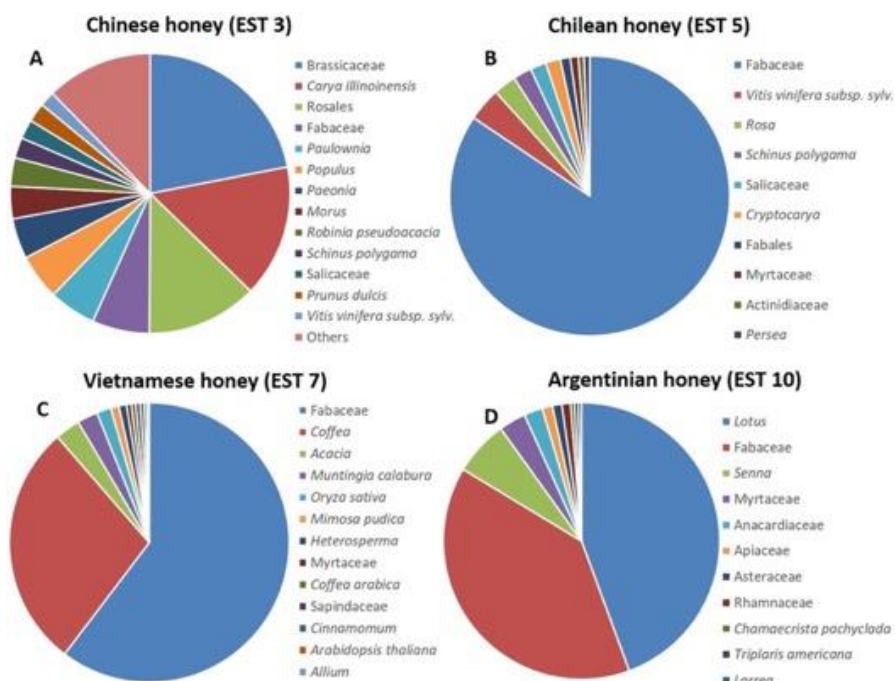 Chinese honey (EST 3)
A
Brassicaceae
Carya illinoinensis
Rosales
Fabaceae
Paulownia
Populus
Paeonia
Morus
Robinia pseudoacacia
Schinus polygama
Salicaceae
Prunus dulcis
Vitis vinifera subsp. sylv.
Others
Chilean honey (EST 5)
B
Fabaceae
Vitis vinifera subsp. sylv.
Rosa
Schinus polygama
Salicaceae
Cryptocarya
Fabales
Myrtaceae
Actinidiaceae
Persea
Vietnamese honey (EST 7)
C
Fabaceae
Coffea
Acacia
Muntingia calabura
Oryza sativa
Mimosa pudica
Heterosperma
Myrtaceae
Coffea arabica
Sapindaceae
Cinnamomum
Arabidopsis thaliana
Allium
Argentinian honey (EST 10)
D
Lotus
Fabaceae
Senna
Myrtaceae
Anacardiaceae
Apiaceae
Asteraceae
Rhamnaceae
Chamaecrista pachyclada
Triplaris americana
Larrea